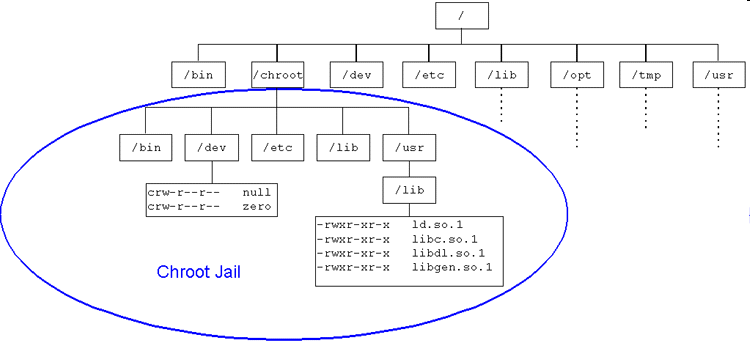 /
/bin /chroot /dev /etc /lib /opt /tmp /usr
/bin /dev /etc /lib /usr
/lib
crw-r--r-- null
crw-r--r-- zero
-rwxr-xr-x ld.so.1
-rwxr-xr-x libc.so.1
-rwxr-xr-x libdl.so.1
-rwxr-xr-x libgen.so.1
Chroot Jail